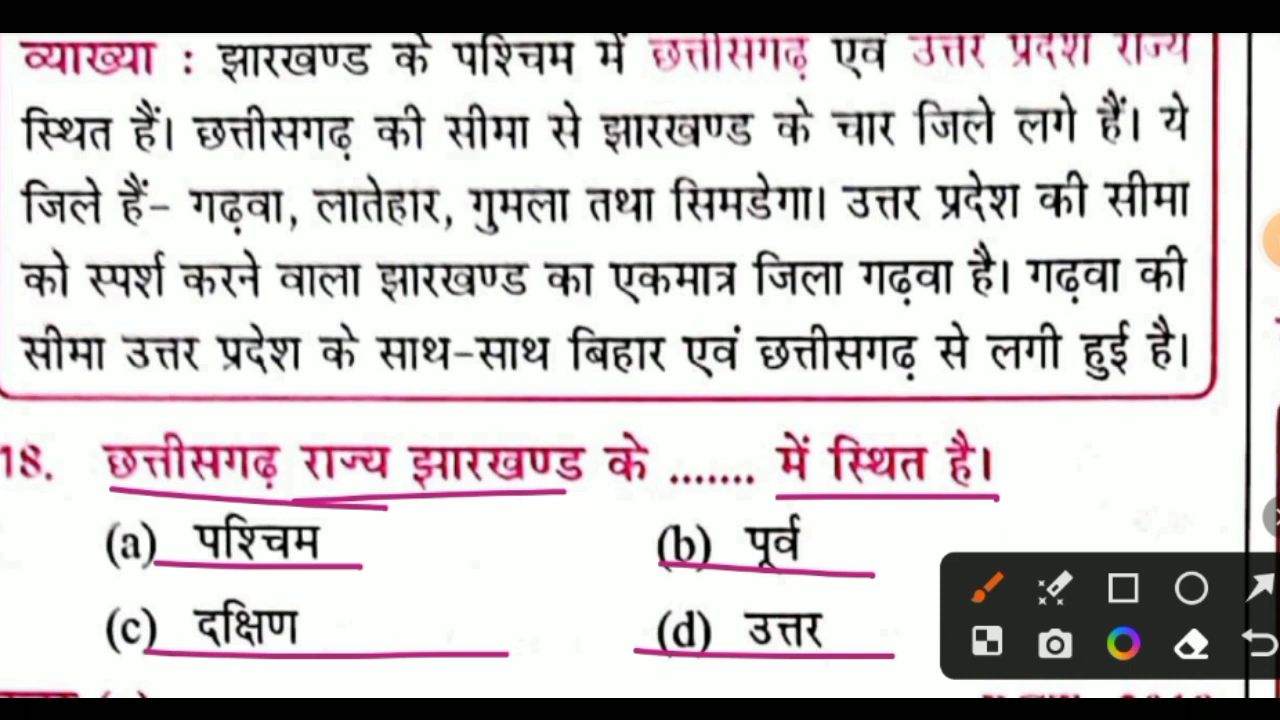 व्याख्या : झारखण्ड के पश्चिम में छत्तीसगढ़ एवं उत्तर प्रदेश राज्य
स्थित हैं। छत्तीसगढ़ की सीमा से झारखण्ड के चार जिले लगे हैं। ये
जिले हैं- गढ़वा, लातेहार, गुमला तथा सिमडेगा। उत्तर प्रदेश की सीमा
को स्पर्श करने वाला झारखण्ड का एकमात्र जिला गढ़वा है। गढ़वा की
सीमा उत्तर प्रदेश के साथ-साथ बिहार एवं छत्तीसगढ़ से लगी हुई है।
18. छत्तीसगढ़ राज्य झारखण्ड के ....... में स्थित है।
(a) पश्चिम (b) पूर्व
(c) दक्षिण (d) उत्तर